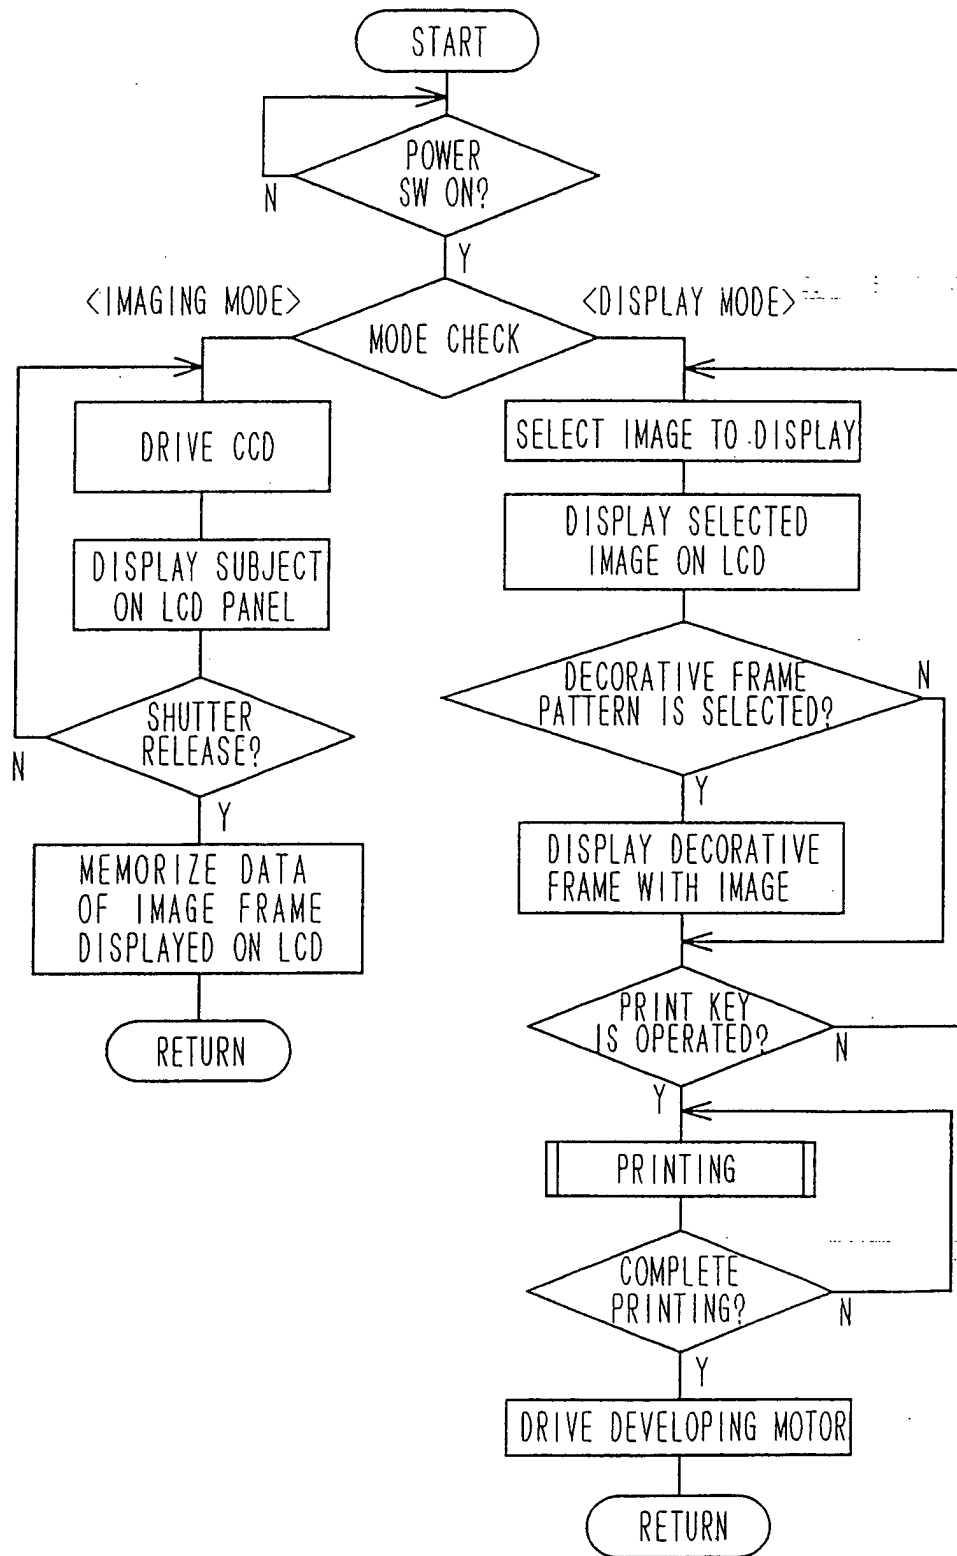 START
POWER
SW ON?
N
Y
<IMAGING MODE>
<DISPLAY MODE>
MODE CHECK
DRIVE CCD
DISPLAY SUBJECT
ON LCD PANEL
SHUTTER
RELEASE?
N
Y
MEMORIZE DATA
OF IMAGE FRAME
DISPLAYED ON LCD
RETURN
SELECT IMAGE TO DISPLAY
DISPLAY SELECTED
IMAGE ON LCD
DECORATIVE FRAME
PATTERN IS SELECTED?
N
Y
DISPLAY DECORATIVE
FRAME WITH IMAGE
PRINT KEY
IS OPERATED?
N
Y
PRINTING
COMPLETE
PRINTING?
N
Y
DRIVE DEVELOPING MOTOR
RETURN